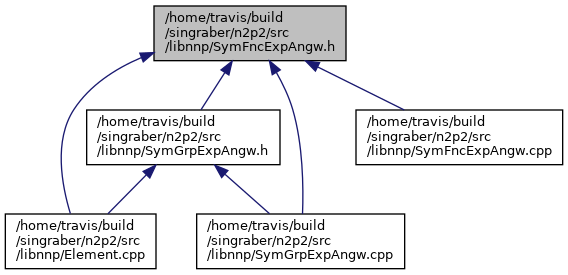 /home/travis/build
/singraber/n2p2/src
/libnnp/SymFncExpAngw.h
/home/travis/build
/singraber/n2p2/src
/libnnp/SymGrpExpAngw.h
/home/travis/build
/singraber/n2p2/src
/libnnp/SymFncExpAngw.cpp
/home/travis/build
/singraber/n2p2/src
/libnnp/Element.cpp
/home/travis/build
/singraber/n2p2/src
/libnnp/SymGrpExpAngw.cpp